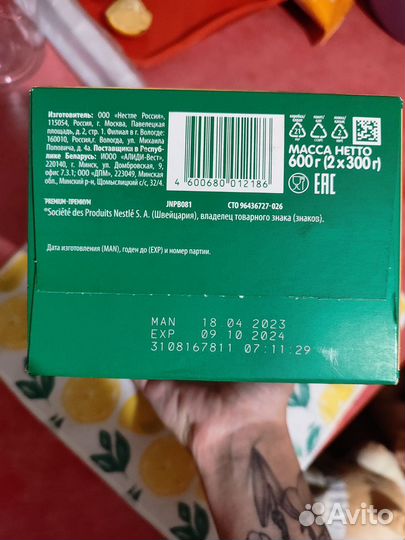 Изготовитель: ООО «Нестле Россия»,
115054, Россия, г. Москва, Павелецкая
площадь, д. 2, стр. 1. Филиал в г. Вологде:
160010, Россия, г. Вологда, ул. Михаила
Поповича, д. 4а. Поставщики в Респуб-
лике Беларусь: ИООО «АЛИДИ-Вест»,
220140, г. Минск, ул. Домбровская, 9,
офис 7.3.1; ООО «ДПМ», 223049, Минская
обл., Минский р-н, Щомыслицкий с/с, 32/4.
4 600680 012186
МАССА НЕТТО
600 г (2 x 300 г)
EAC
PREMIUM-ПРЕМИУМ
JNPB081
СТО 96436727-026
®Société des Produits Nestlé S. A. (Швейцария), владелец товарного знака (знаков).
Дата изготовления (MAN), годен до (EXP) и номер партии.
MAN 18.04 2023
EXP 09.10 2024
3108167811 07:11:29
Avito